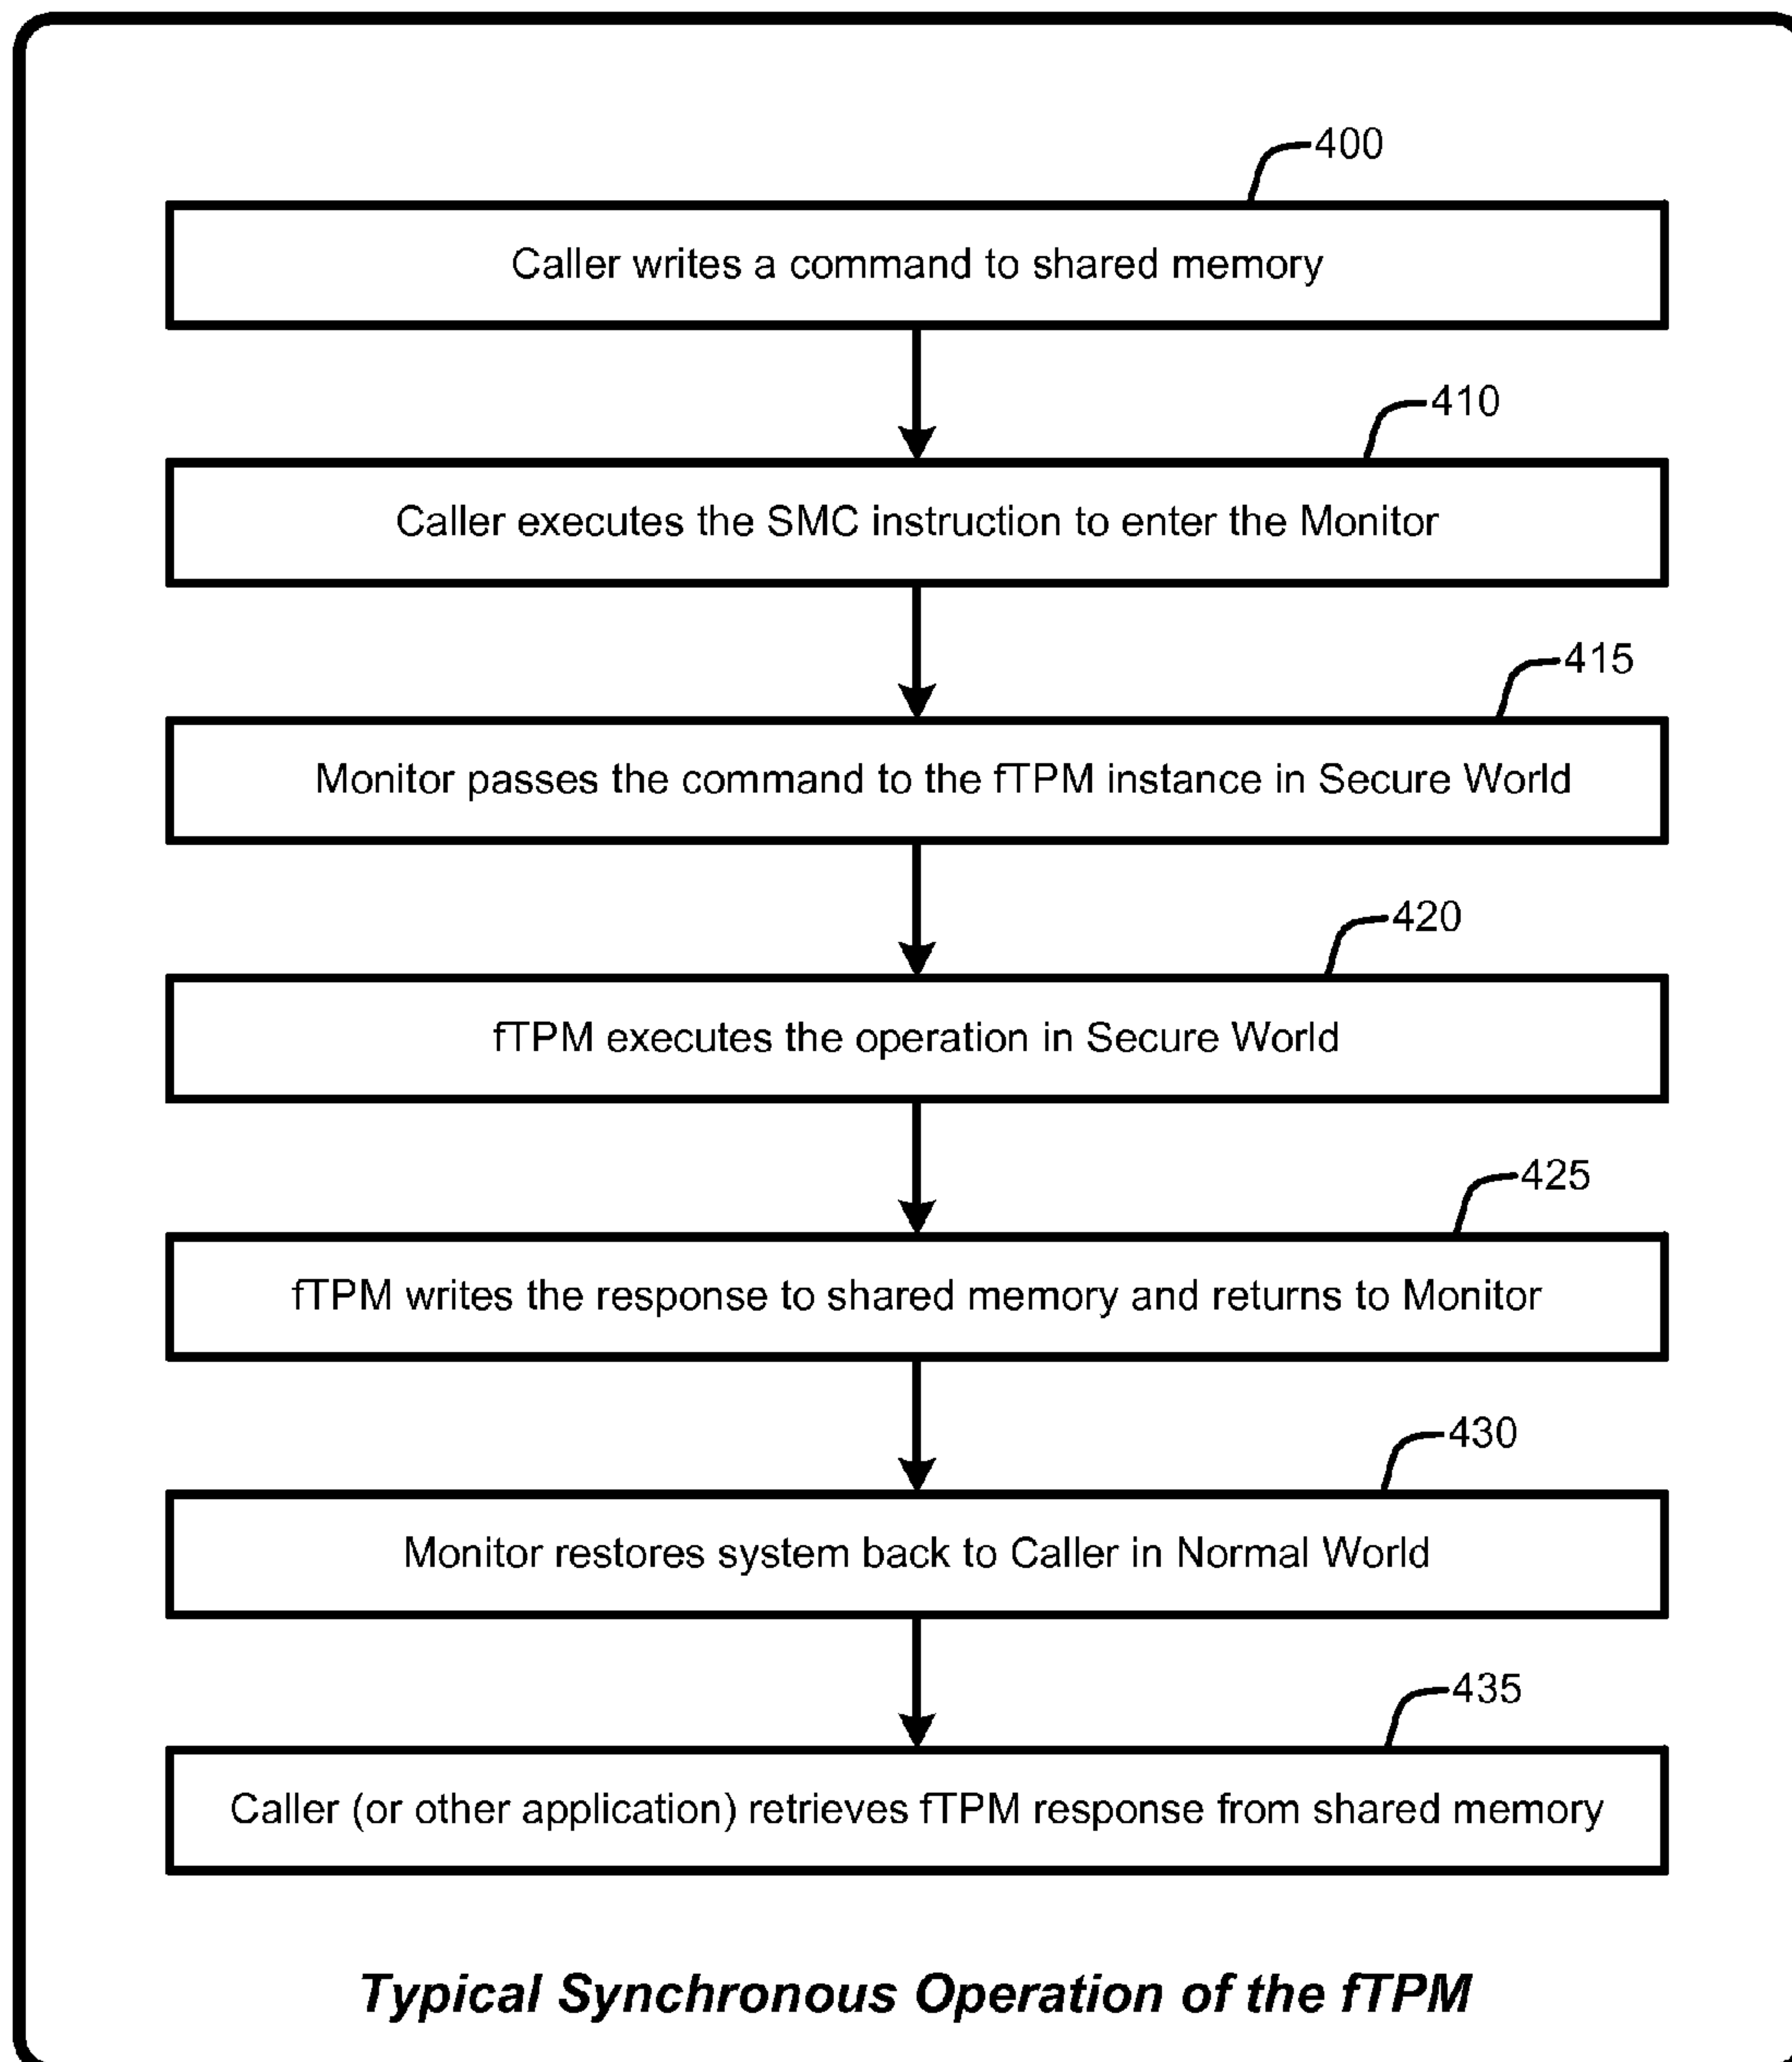 400
Caller writes a command to shared memory
410
Caller executes the SMC instruction to enter the Monitor
415
Monitor passes the command to the fTPM instance in Secure World
420
fTPM executes the operation in Secure World
425
fTPM writes the response to shared memory and returns to Monitor
430
Monitor restores system back to Caller in Normal World
435
Caller (or other application) retrieves fTPM response from shared memory
Typical Synchronous Operation of the fTPM